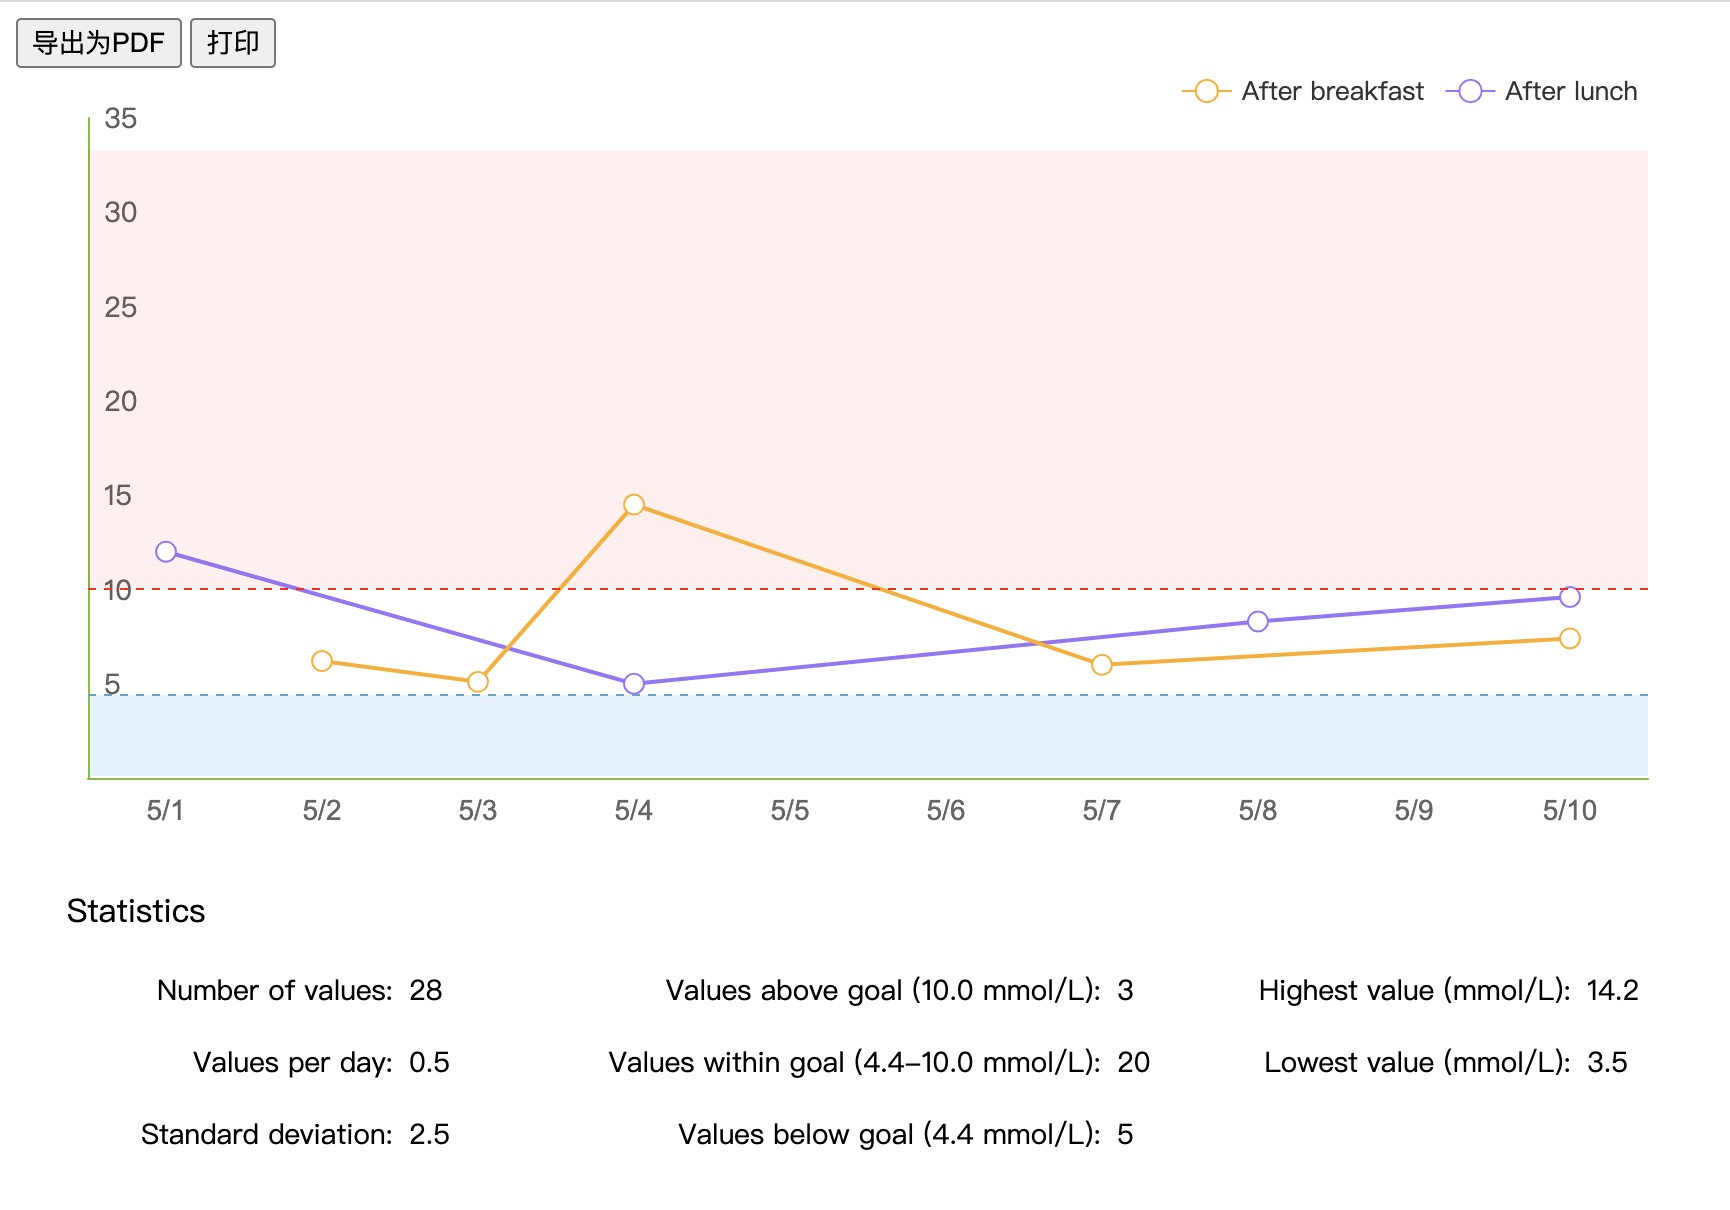 导出为PDF 打印
After breakfast After lunch
35
30
25
20
15
10
5
5/1 5/2 5/3 5/4 5/5 5/6 5/7 5/8 5/9 5/10
Statistics
Number of values: 28 Values above goal (10.0 mmol/L): 3 Highest value (mmol/L): 14.2
Values per day: 0.5 Values within goal (4.4–10.0 mmol/L): 20 Lowest value (mmol/L): 3.5
Standard deviation: 2.5 Values below goal (4.4 mmol/L): 5